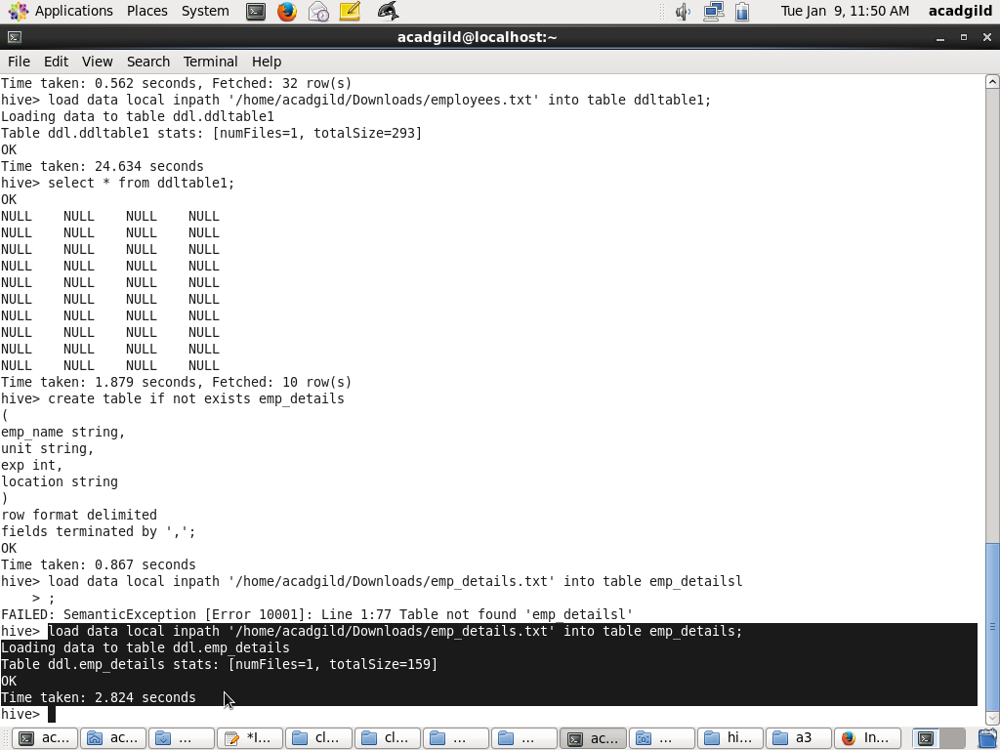 Applications Places System Tue Jan 9, 11:50 AM acadgild
acadgild@localhost:~
File Edit View Search Terminal Help
Time taken: 0.562 seconds, Fetched: 32 row(s)
hive> load data local inpath '/home/acadgild/Downloads/employees.txt' into table ddltable1;
Loading data to table ddl.ddltable1
Table ddl.ddltable1 stats: [numFiles=1, totalSize=293]
OK
Time taken: 24.634 seconds
hive> select * from ddltable1;
OK
NULL NULL NULL NULL
NULL NULL NULL NULL
NULL NULL NULL NULL
NULL NULL NULL NULL
NULL NULL NULL NULL
NULL NULL NULL NULL
NULL NULL NULL NULL
NULL NULL NULL NULL
NULL NULL NULL NULL
NULL NULL NULL NULL
Time taken: 1.879 seconds, Fetched: 10 row(s)
hive> create table if not exists emp_details
(
emp_name string,
unit string,
exp int,
location string
)
row format delimited
fields terminated by ',';
OK
Time taken: 0.867 seconds
hive> load data local inpath '/home/acadgild/Downloads/emp_details.txt' into table emp_detailsl
> ;
FAILED: SemanticException [Error 10001]: Line 1:77 Table not found 'emp_detailsl'
hive> load data local inpath '/home/acadgild/Downloads/emp_details.txt' into table emp_details;
Loading data to table ddl.emp_details
Table ddl.emp_details stats: [numFiles=1, totalSize=159]
OK
Time taken: 2.824 seconds
hive>
ac... ac... ... *I... cl... cl... ... ... ac... ... hi... a3 In...